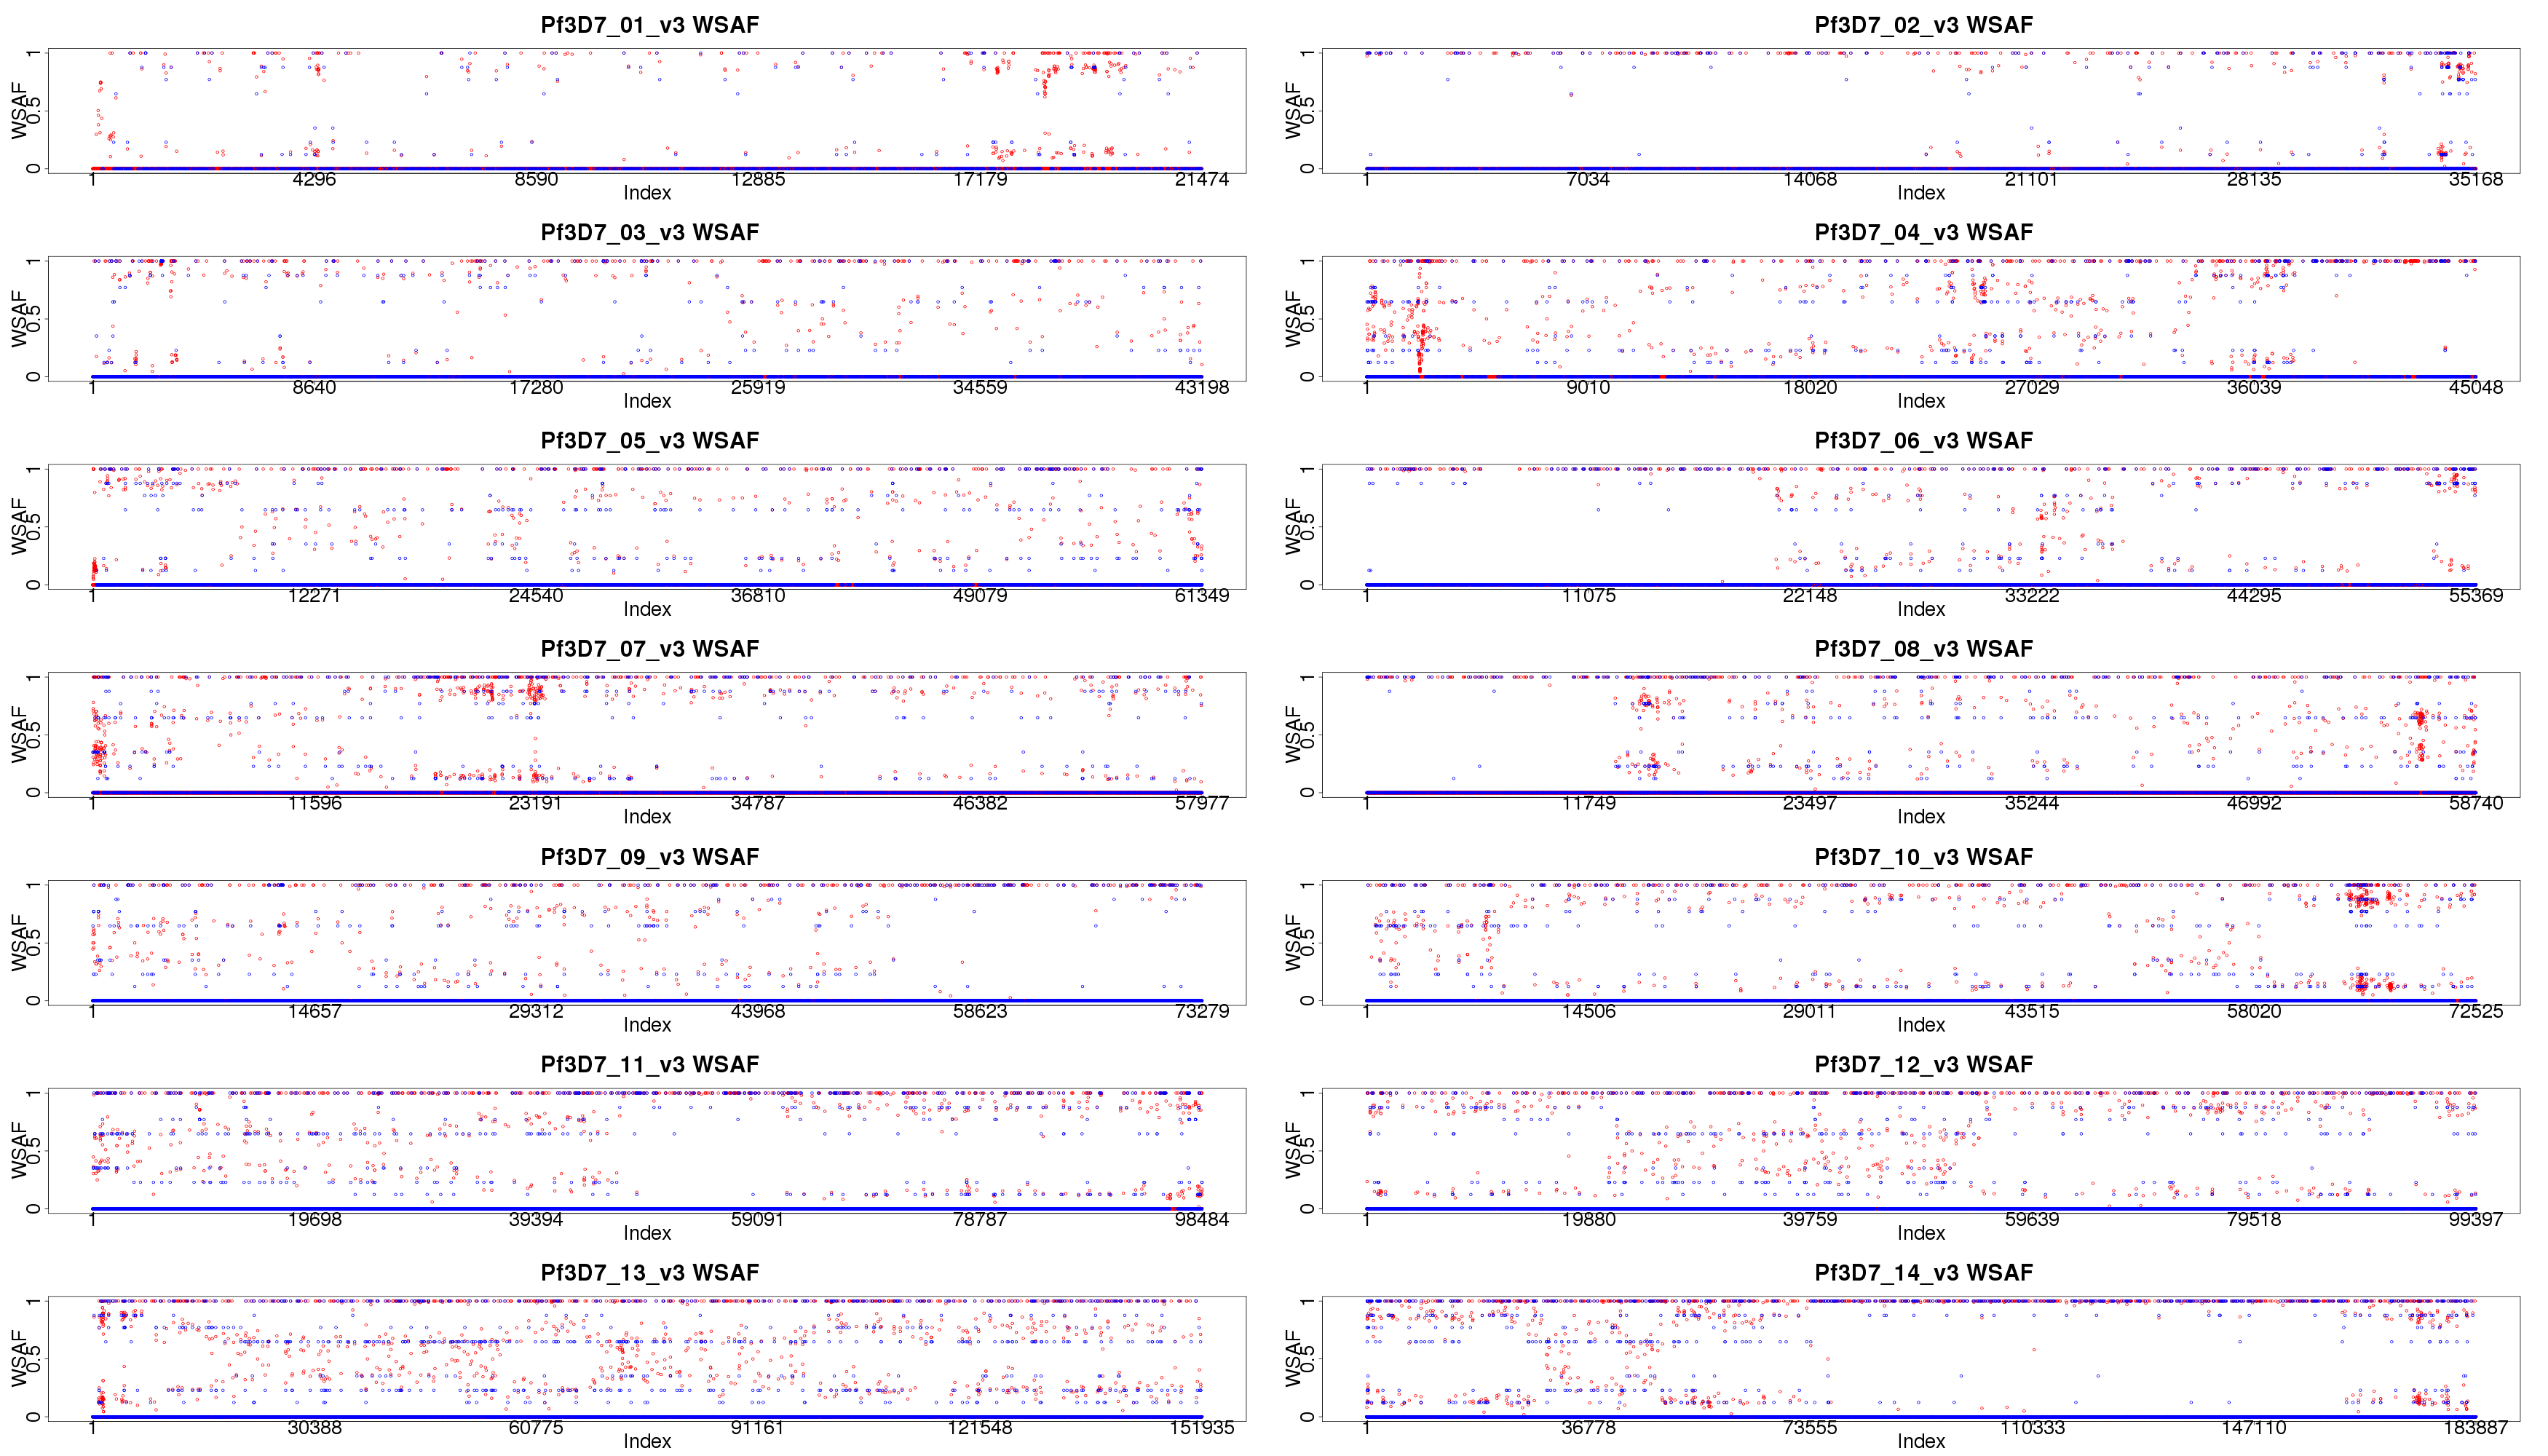 Pf3D7_01_v3 WSAF
WSAF
0 0.5 1
1 4296 8590 12885 17179 21474
Index
Pf3D7_02_v3 WSAF
WSAF
0 0.5 1
1 7034 14068 21101 28135 35168
Index
Pf3D7_03_v3 WSAF
WSAF
0 0.5 1
1 8640 17280 25919 34559 43198
Index
Pf3D7_04_v3 WSAF
WSAF
0 0.5 1
1 9010 18020 27029 36039 45048
Index
Pf3D7_05_v3 WSAF
WSAF
0 0.5 1
1 12271 24540 36810 49079 61349
Index
Pf3D7_06_v3 WSAF
WSAF
0 0.5 1
1 11075 22148 33222 44295 55369
Index
Pf3D7_07_v3 WSAF
WSAF
0 0.5 1
1 11596 23191 34787 46382 57977
Index
Pf3D7_08_v3 WSAF
WSAF
0 0.5 1
1 11749 23497 35244 46992 58740
Index
Pf3D7_09_v3 WSAF
WSAF
0 0.5 1
1 14657 29312 43968 58623 73279
Index
Pf3D7_10_v3 WSAF
WSAF
0 0.5 1
1 14506 29011 43515 58020 72525
Index
Pf3D7_11_v3 WSAF
WSAF
0 0.5 1
1 19698 39394 59091 78787 98484
Index
Pf3D7_12_v3 WSAF
WSAF
0 0.5 1
1 19880 39759 59639 79518 99397
Index
Pf3D7_13_v3 WSAF
WSAF
0 0.5 1
1 30388 60775 91161 121548 151935
Index
Pf3D7_14_v3 WSAF
WSAF
0 0.5 1
1 36778 73555 110333 147110 183887
Index